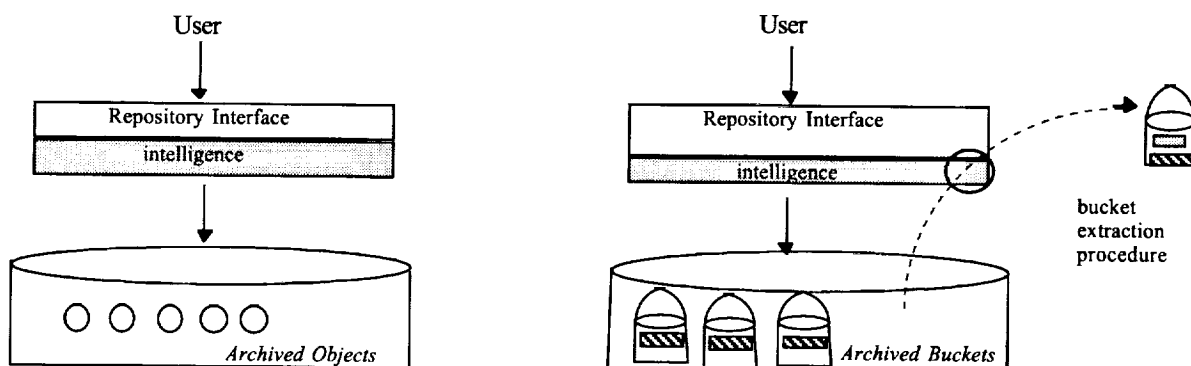 User
Repository Interface
intelligence
Archived Objects
User
Repository Interface
intelligence
bucket
extraction
procedure
Archived Buckets